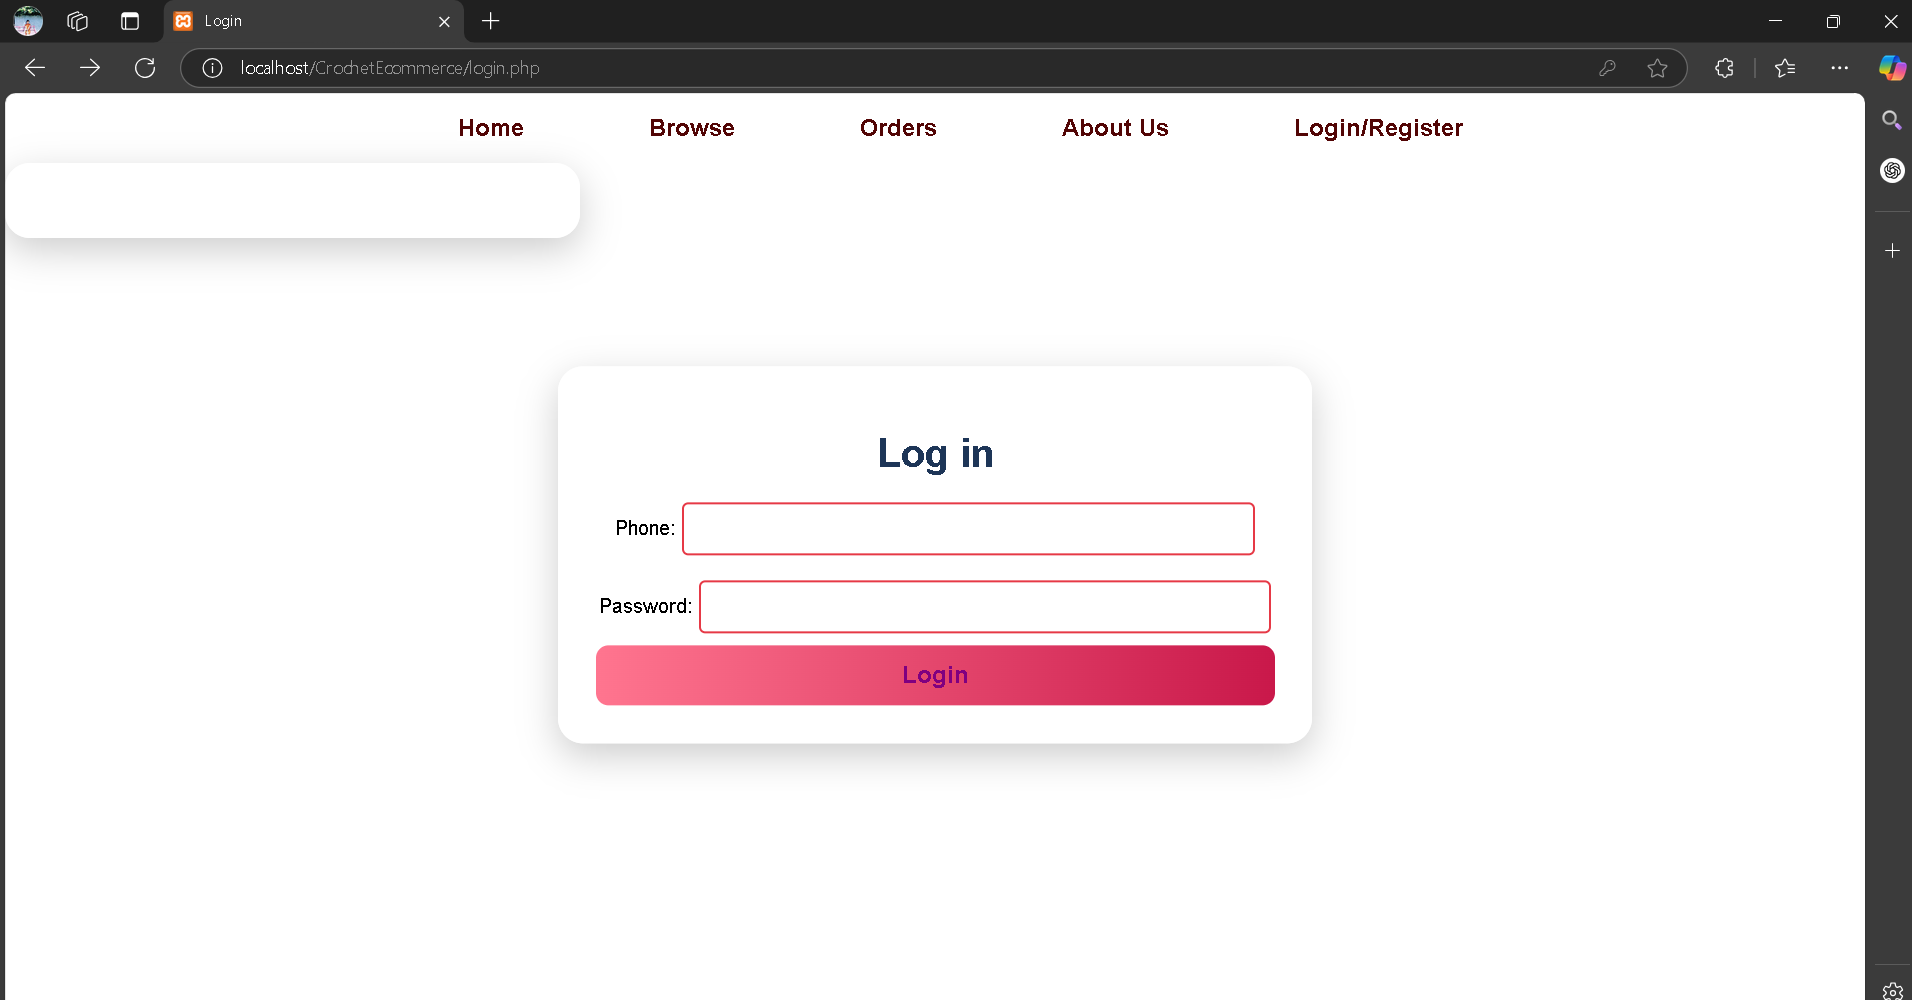 Login
localhost/CrochetEcommerce/login.php
Home Browse Orders About Us Login/Register
Log in
Phone:
Password:
Login